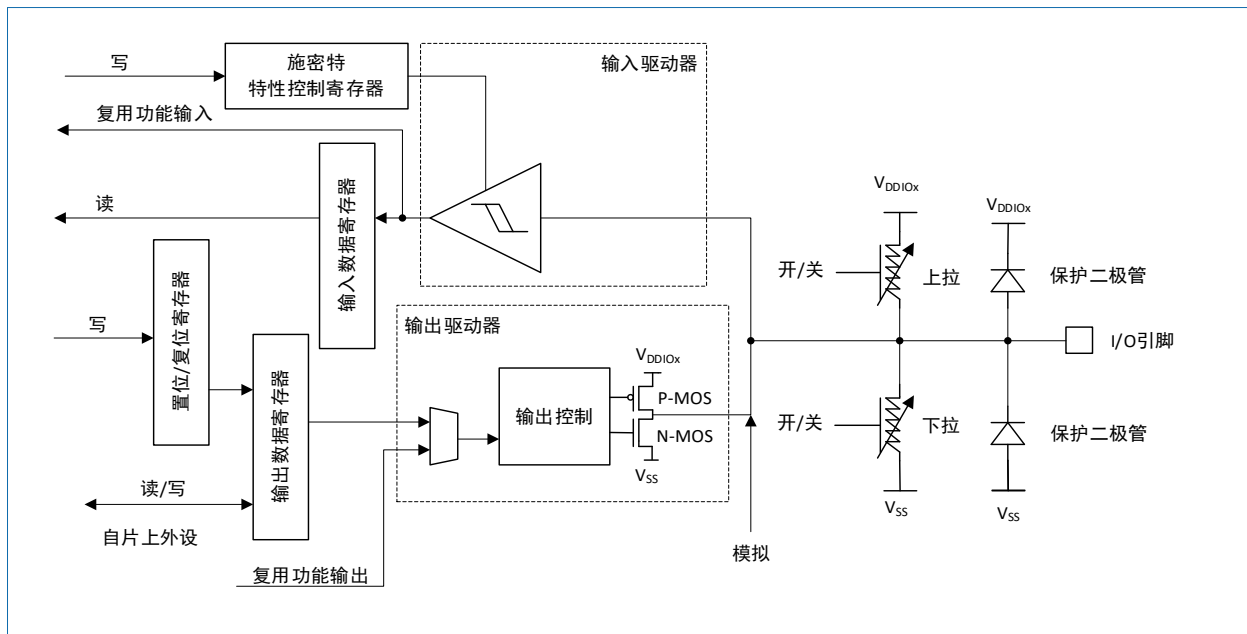 写
施密特
特性控制寄存器
输入驱动器
复用功能输入
输入数据寄存器
读
V_DDIOx
V_DDIOx
开/关
上拉
保护二极管
置位/复位寄存器
写
输出驱动器
I/O引脚
输出数据寄存器
V_DDIOx
P-MOS
输出控制
N-MOS
V_SS
开/关
下拉
保护二极管
读/写
V_SS
V_SS
自片上外设
模拟
复用功能输出